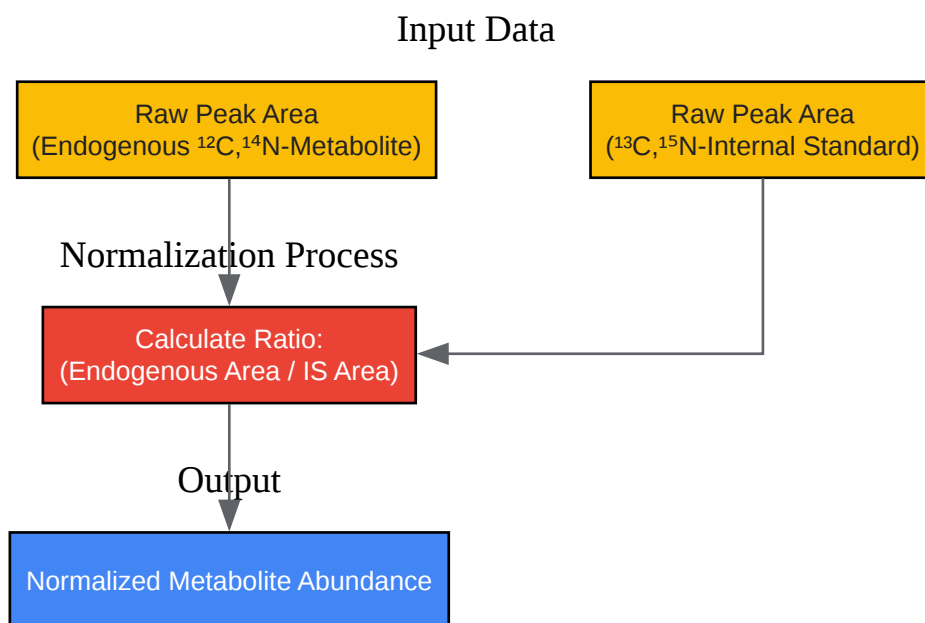 Input Data
Raw Peak Area
(Endogenous ¹²C,¹⁴N-Metabolite)
Raw Peak Area
(¹³C,¹⁵N-Internal Standard)
Normalization Process
Calculate Ratio:
(Endogenous Area / IS Area)
Output
Normalized Metabolite Abundance